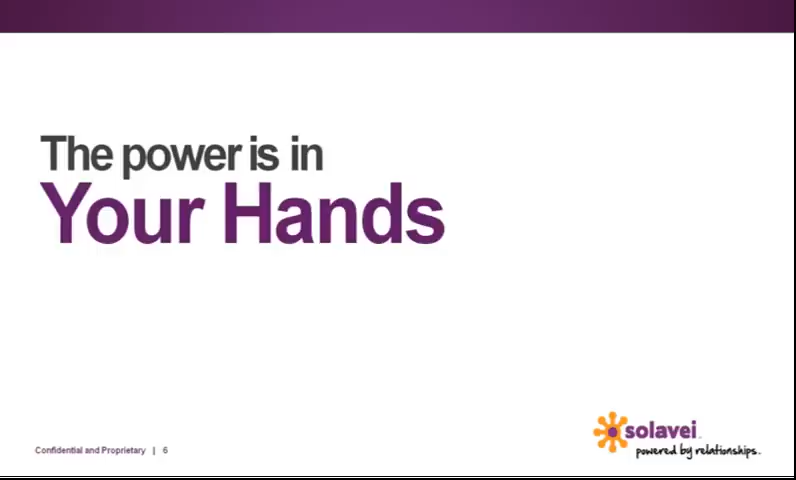 The power is in
Your Hands
Confidential and Proprietary | 6
solavei
powered by relationships.